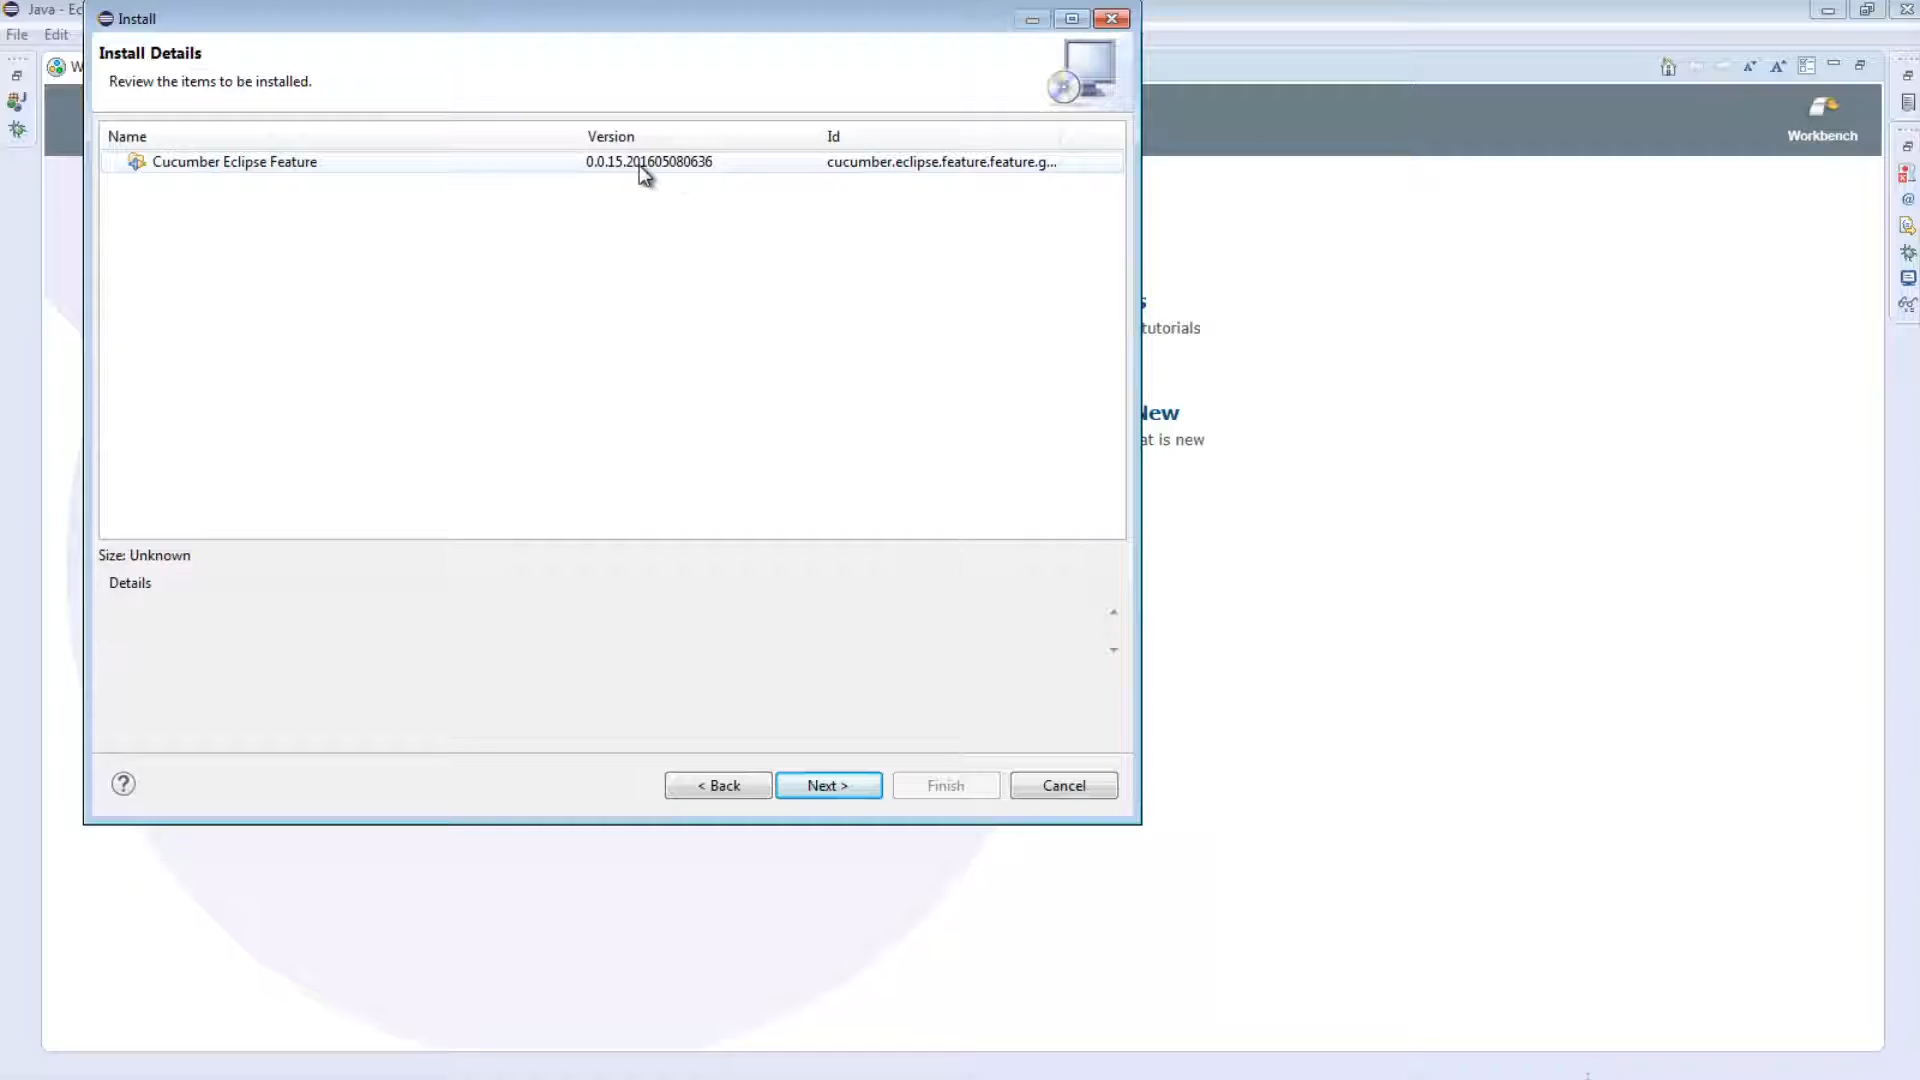 Java - Ec
Install
File Edit
Install Details
Review the items to be installed.
W
Workbench
Name Version Id
Cucumber Eclipse Feature 0.0.15.201605080636 cucumber.eclipse.feature.feature.g...
s
tutorials
New
at is new
Size: Unknown
Details
< Back Next > Finish Cancel